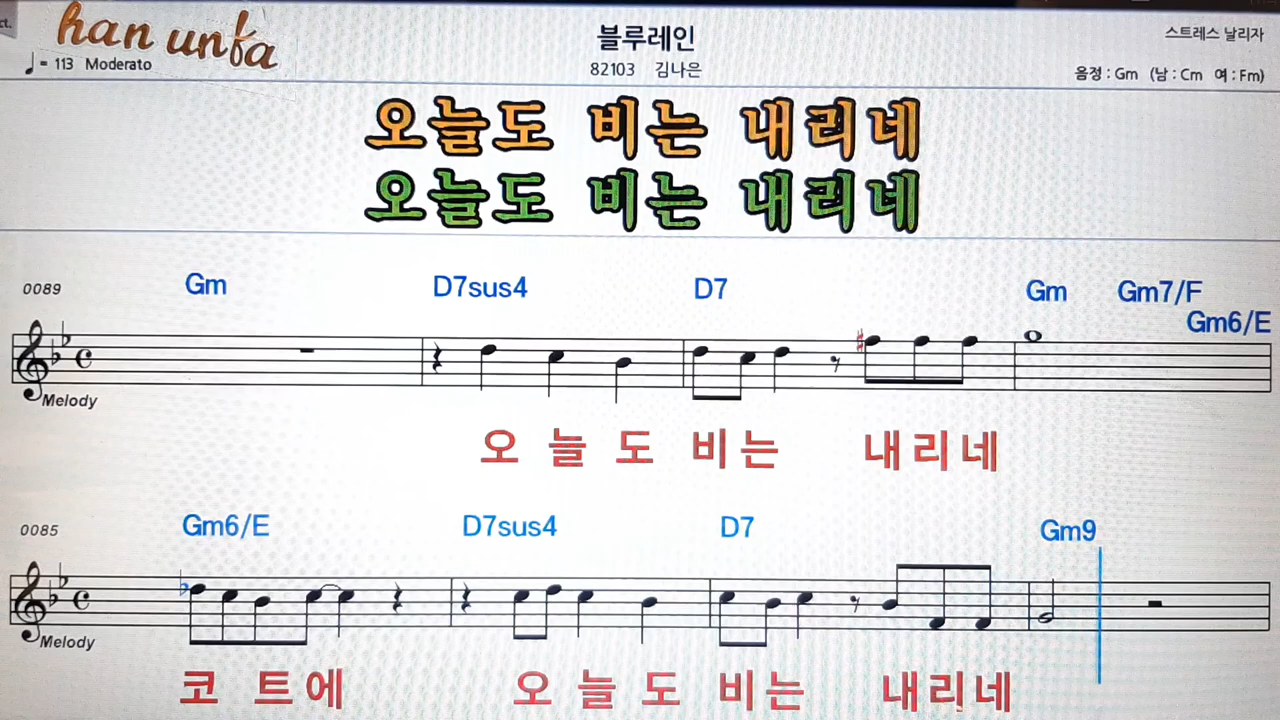 ct.
han unfa
♩ = 113 Moderato
블루레인
82103 김나은
스트레스 날리자
음정 : Gm (남 : Cm 여 : Fm)
오늘도 비는 내리네
오늘도 비는 내리네
0089 Gm D7sus4 D7 Gm Gm7/F
Gm6/E
Melody
오 늘 도 비 는 내 리 네
0085 Gm6/E D7sus4 D7 Gm9
Melody
코 트 에 오 늘 도 비 는 내 리 네